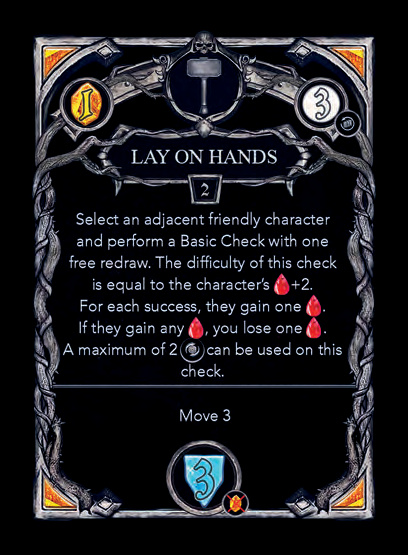 1
3
LAY ON HANDS
2
Select an adjacent friendly character
and perform a Basic Check with one
free redraw. The difficulty of this check
is equal to the character's +2.
For each success, they gain one .
If they gain any , you lose one .
A maximum of 2 can be used on this
check.
Move 3
3